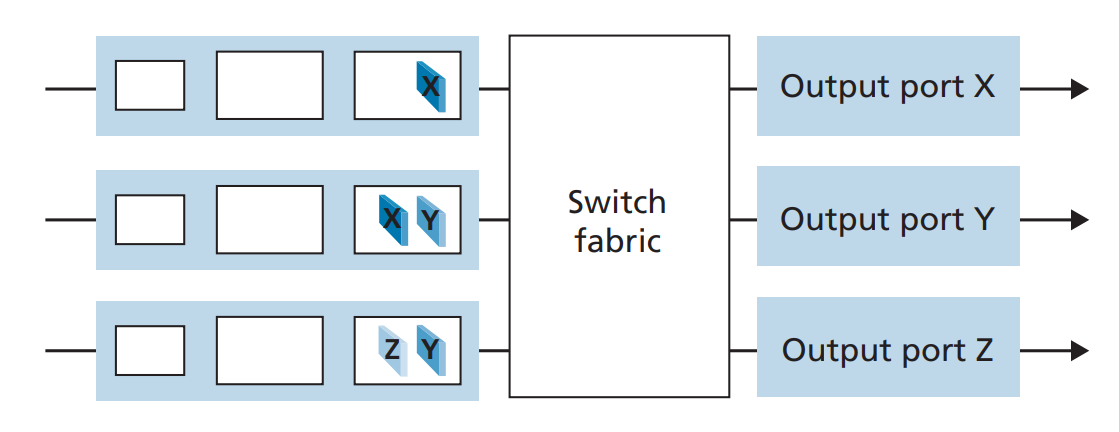 X
Output port X
X Y
Switch
fabric
Output port Y
Z Y
Output port Z